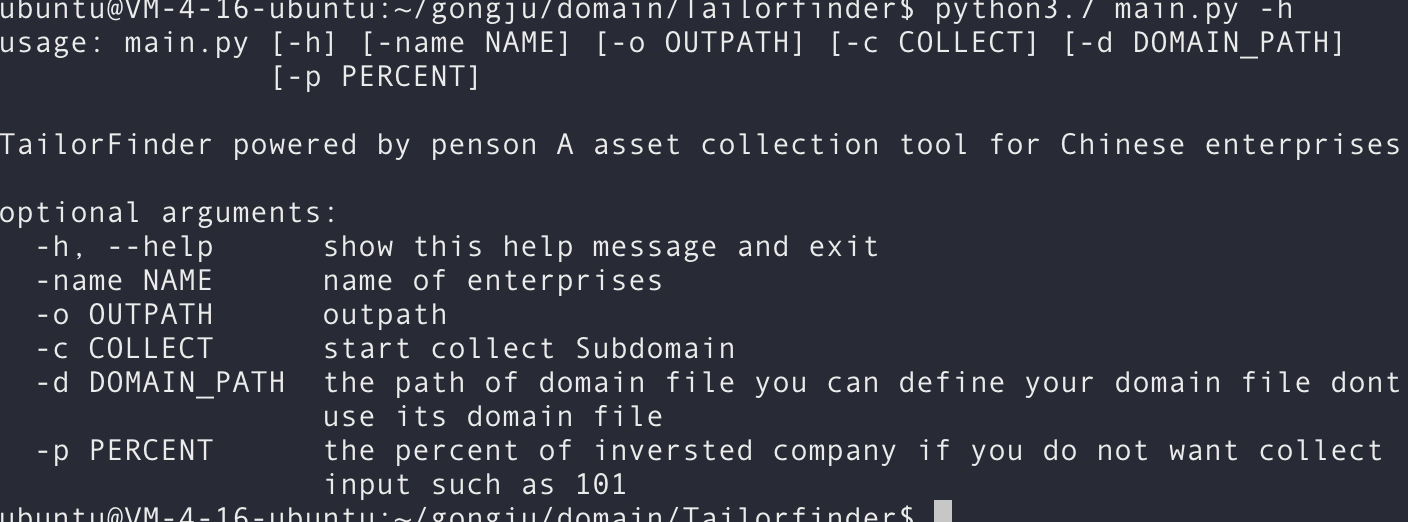 ubuntu@VM-4-16-ubuntu:~/gongju/domain/Tailorfinder$ python3.7 main.py -h
usage: main.py [-h] [-name NAME] [-o OUTPATH] [-c COLLECT] [-d DOMAIN_PATH]
               [-p PERCENT]
TailorFinder powered by penson A asset collection tool for Chinese enterprises
optional arguments:
  -h, --help      show this help message and exit
  -name NAME      name of enterprises
  -o OUTPATH      outpath
  -c COLLECT      start collect Subdomain
  -d DOMAIN_PATH  the path of domain file you can define your domain file dont
                  use its domain file
  -p PERCENT      the percent of inversted company if you do not want collect
                  input such as 101
ubuntu@VM-4-16-ubuntu:~/gongju/domain/Tailorfinder$